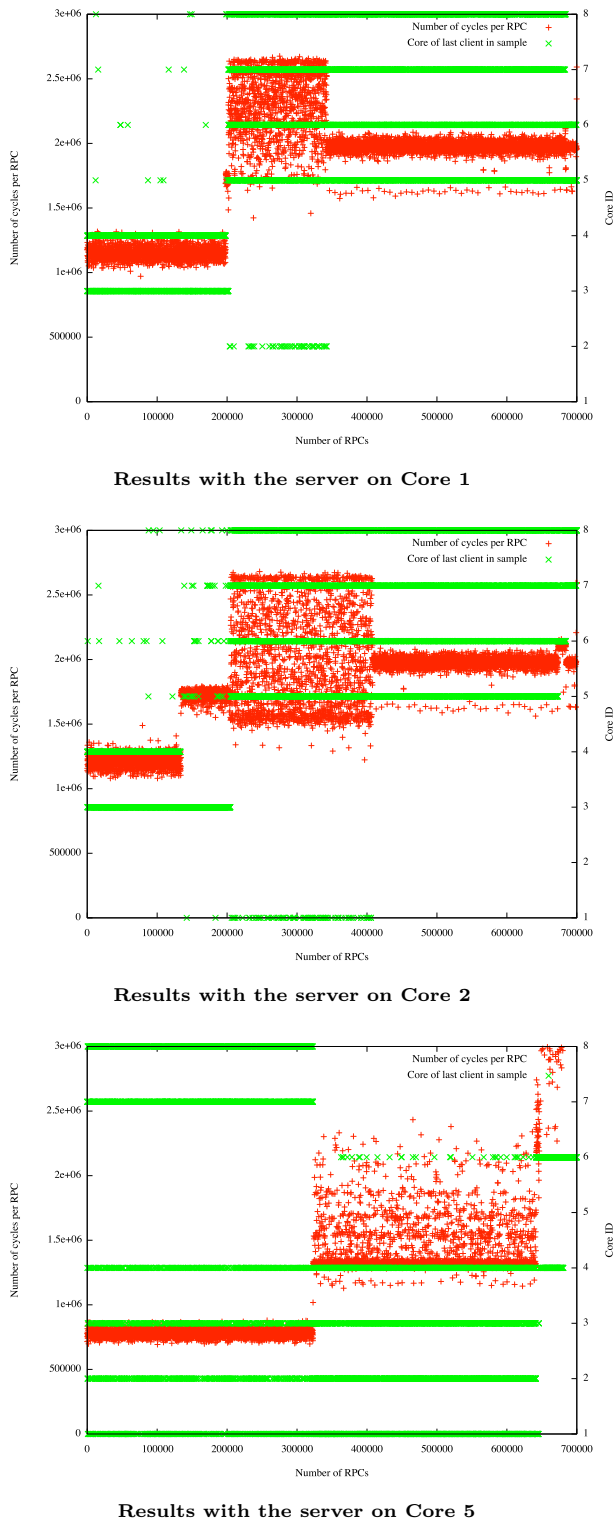 3e+06
8
Number of cycles per RPC
Core of last client in sample
2.5e+06
7
2e+06
6
Number of cycles per RPC
1.5e+06
5
Core ID
1e+06
4
3
500000
2
0
1
0 100000 200000 300000 400000 500000 600000 700000
Number of RPCs
Results with the server on Core 1
3e+06
8
Number of cycles per RPC
Core of last client in sample
2.5e+06
7
2e+06
6
Number of cycles per RPC
1.5e+06
5
Core ID
1e+06
4
3
500000
2
0
1
0 100000 200000 300000 400000 500000 600000 700000
Number of RPCs
Results with the server on Core 2
3e+06
8
Number of cycles per RPC
Core of last client in sample
2.5e+06
7
2e+06
6
Number of cycles per RPC
1.5e+06
5
Core ID
1e+06
4
3
500000
2
0
1
0 100000 200000 300000 400000 500000 600000 700000
Number of RPCs
Results with the server on Core 5